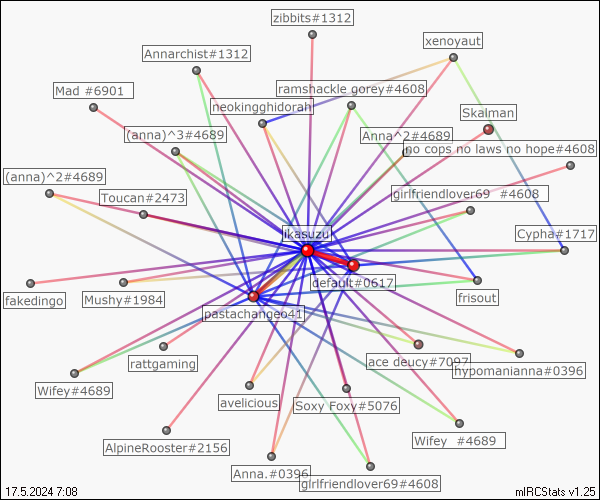 zibbits#1312
xenoyaut
Annarchist#1312
Mad #6901
ramshackle gorey#4608
neokingghidorah
Skalman
(anna)^3#4689
Anna^2#4689
no cops no laws no hope#4608
(anna)^2#4689
Toucan#2473
girlfriendlover69 #4608
ikasuzu
Cypha#1717
default#0617
fakedingo
Mushy#1984
frisout
pastachangeo41
rattgaming
ace deucy#7097
hypomanianna#0396
Wifey#4689
avelicious
Soxy Foxy#5076
AlpineRooster#2156
Wifey #4689
Anna.#0396
girlfriendlover69#4608
17.5.2024 7:08
mIRCStats v1.25